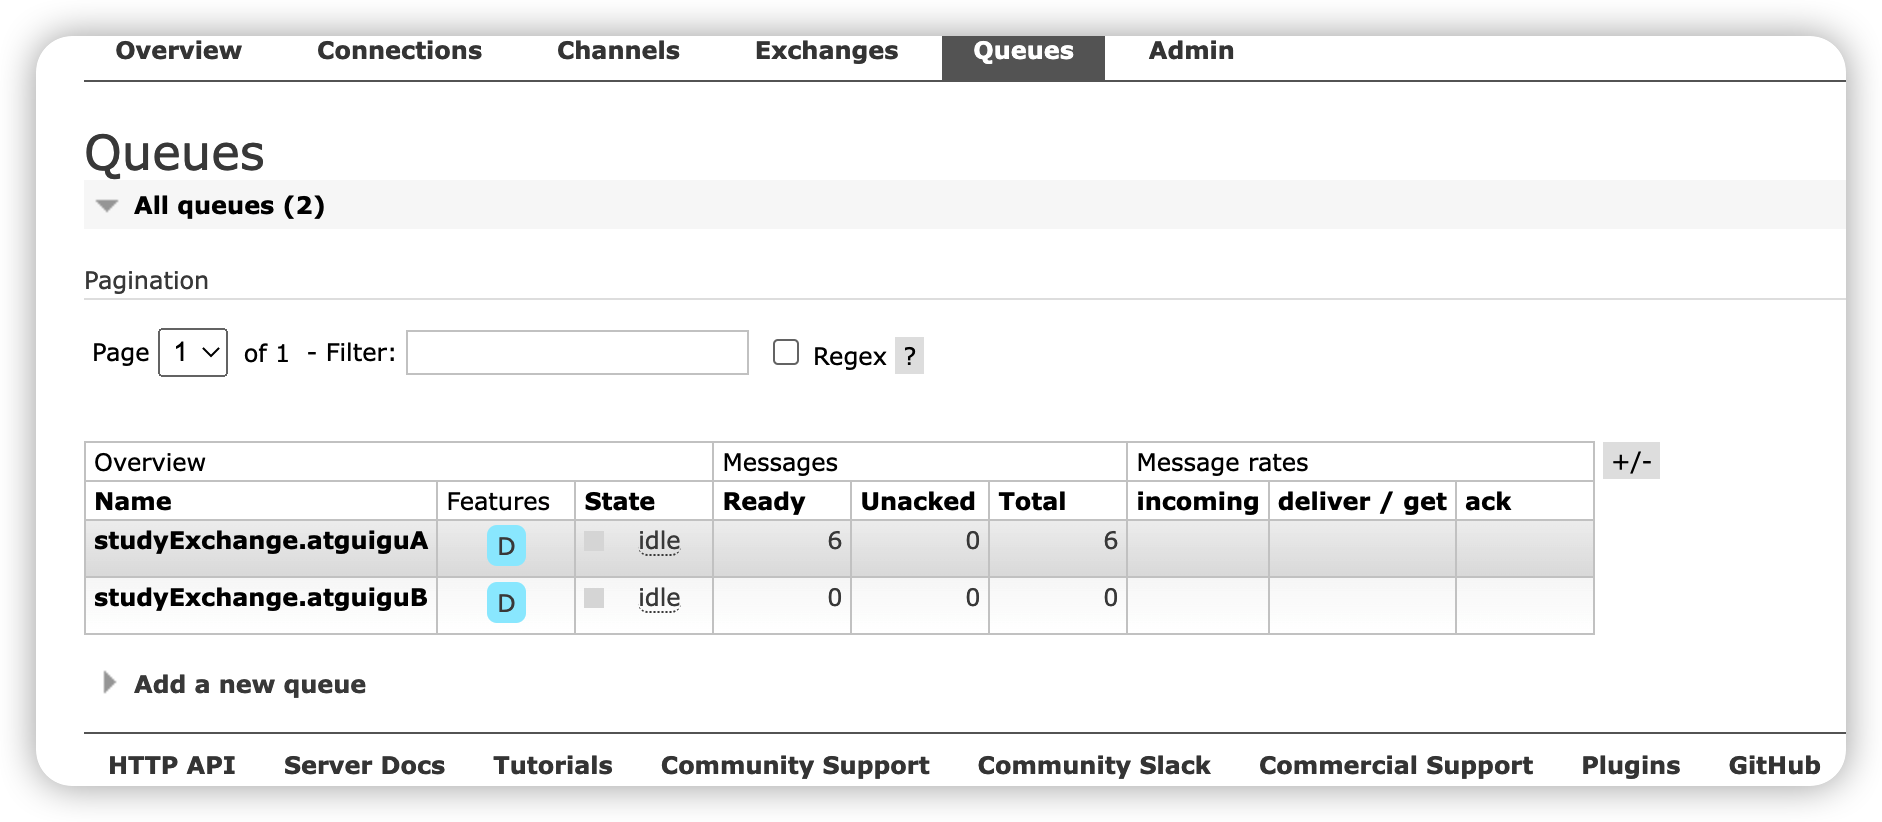 Overview Connections Channels Exchanges Queues Admin
Queues
All queues (2)
Pagination
Page 1 of 1 - Filter: Regex ?
Overview Messages Message rates +/-
Name Features State Ready Unacked Total incoming deliver / get ack
studyExchange.atguiguA D idle 6 0 6
studyExchange.atguiguB D idle 0 0 0
Add a new queue
HTTP API Server Docs Tutorials Community Support Community Slack Commercial Support Plugins GitHub